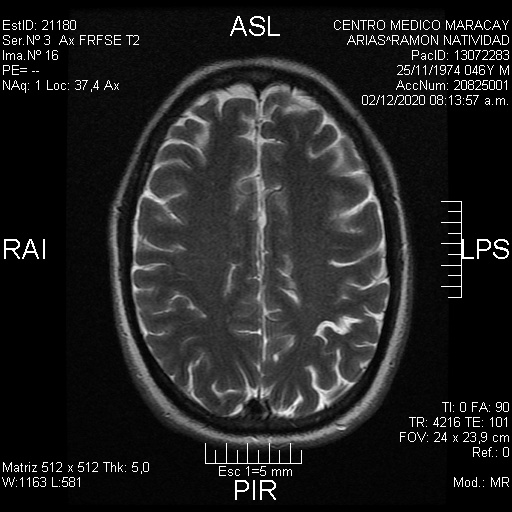 EstID: 21180
Ser.Nº 3 Ax FRFSE T2
Ima.Nº 16
PE= --
NAq: 1 Loc: 37,4 Ax
ASL
CENTRO MEDICO MARACAY
ARIAS^RAMON NATIVIDAD
PacID: 13072283
25/11/1974 046Y M
AccNum: 20825001
02/12/2020 08:13:57 a.m.
RAI
LPS
TI: 0 FA: 90
TR: 4216 TE: 101
FOV: 24 x 23,9 cm
Ref.: 0
Mod.: MR
Matriz 512 x 512 Thk: 5,0
W:1163 L:581
Esc 1=5 mm
PIR